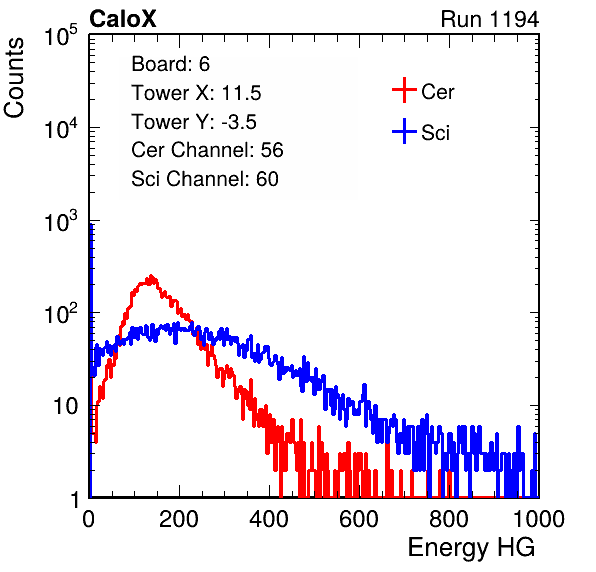 CaloX Run 1194
Counts
10^5
Board: 6
Tower X: 11.5
Tower Y: -3.5
Cer Channel: 56
Sci Channel: 60
Cer
Sci
10^4
10^3
10^2
10
1
0 200 400 600 800 1000
Energy HG